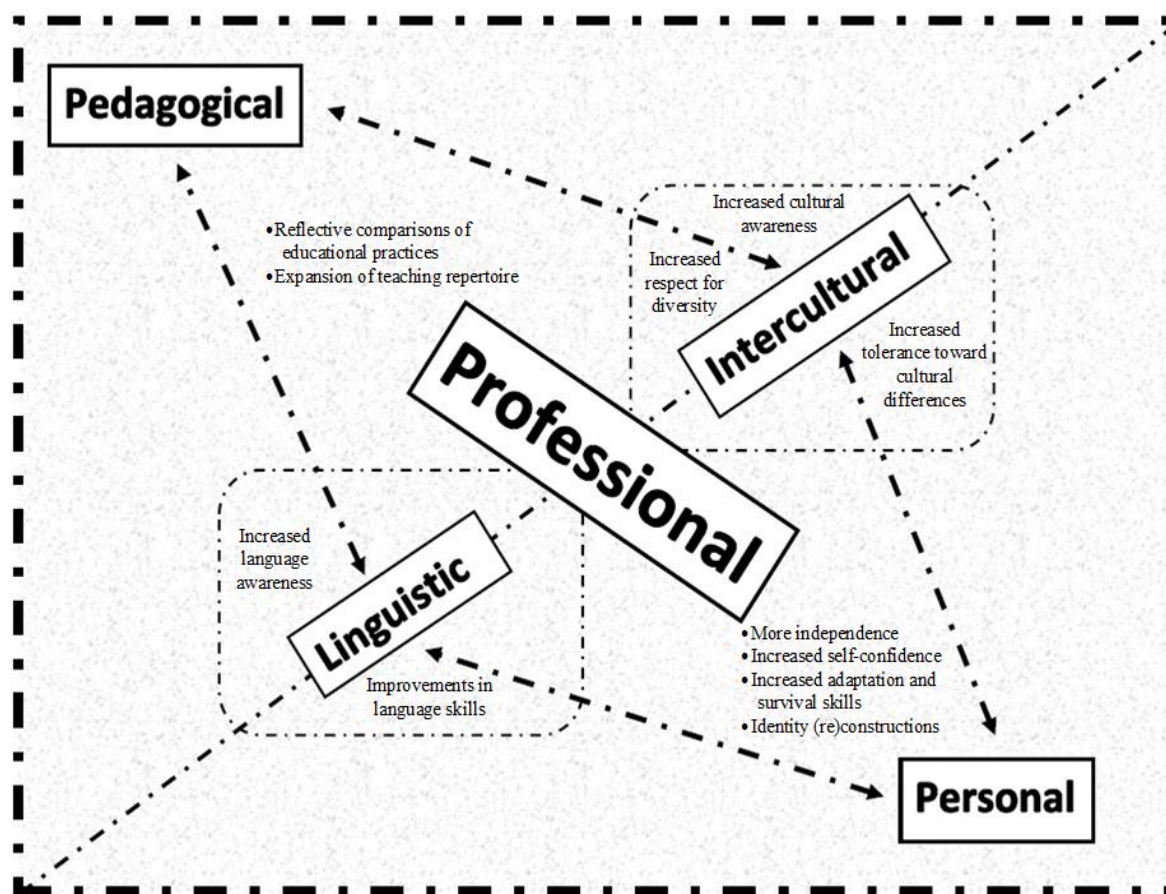 Pedagogical
•Reflective comparisons of
educational practices
•Expansion of teaching repertoire
Increased cultural
awareness
Increased
respect for
diversity
Intercultural
Increased
tolerance toward
cultural
differences
Professional
Increased
language
awareness
Linguistic
Improvements in
language skills
•More independence
•Increased self-confidence
•Increased adaptation and
survival skills
•Identity (re)constructions
Personal